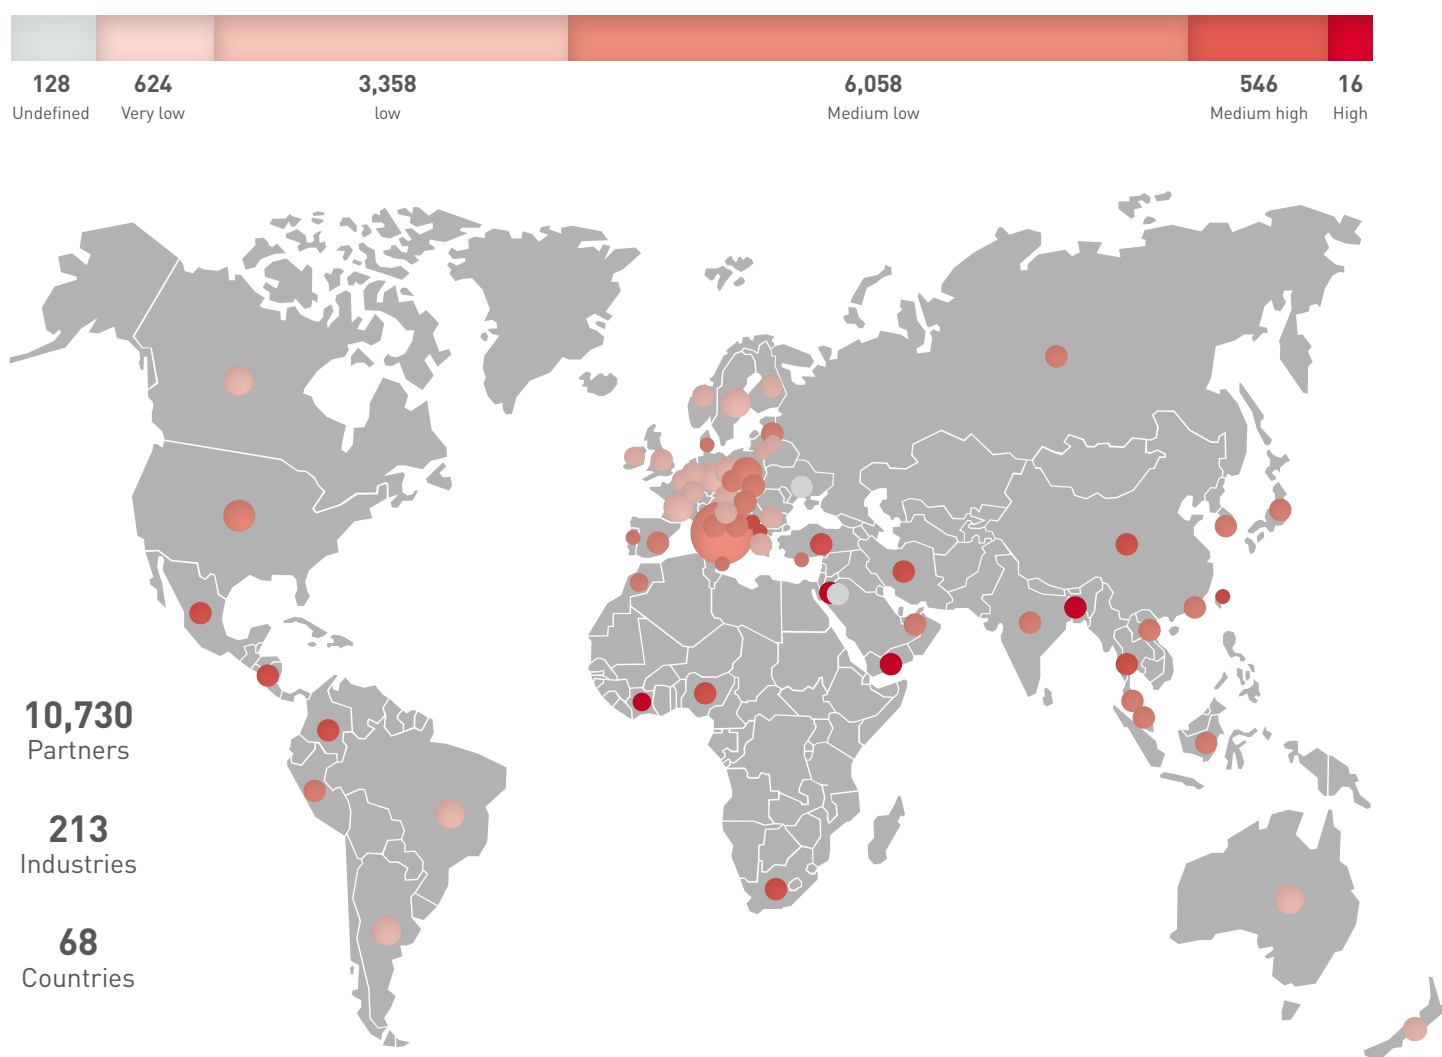 128 624 3,358 6,058 546 16
Undefined Very low low Medium low Medium high High
10,730
Partners
213
Industries
68
Countries